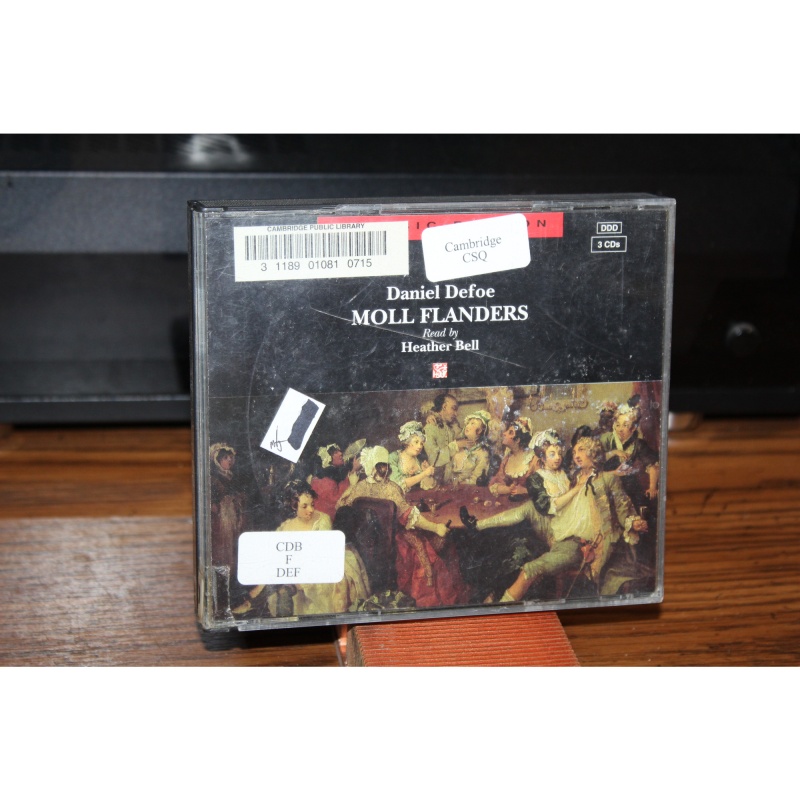 CAMBRIDGE PUBLIC LIBRARY
3 1189 01081 0715
Cambridge
CSQ
DDD
3 CDs
Daniel Defoe
MOLL FLANDERS
Read by
Heather Bell
CDB
F
DEF